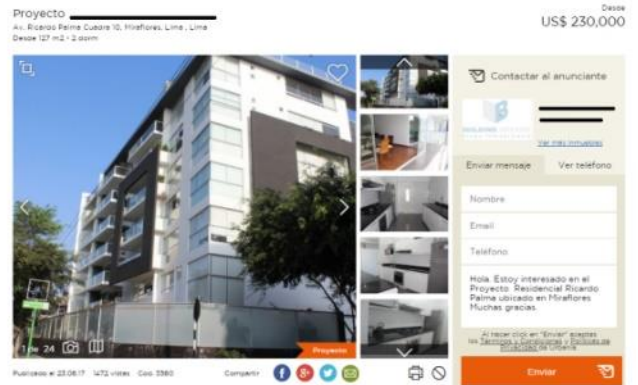 Proyecto
Av. Ricardo Palma Cuadra 10, Miraflores, Lima, Lima
Desde 127 m2 - 2 dorm
Desde
US$ 230,000
1 de 24
Proyecto
Contactar al anunciante
Ver más inmuebles
Enviar mensaje
Ver teléfono
Nombre
Email
Teléfono
Hola. Estoy interesado en el
Proyecto Residencial Ricardo
Palma ubicado en Miraflores
Muchas gracias.
Al hacer click en "Enviar" aceptas
los Términos y Condiciones y Políticas de
Privacidad de Urbania.
Enviar
Publicado el 23.06.17 1472 vistas Cod. 3380
Compartir